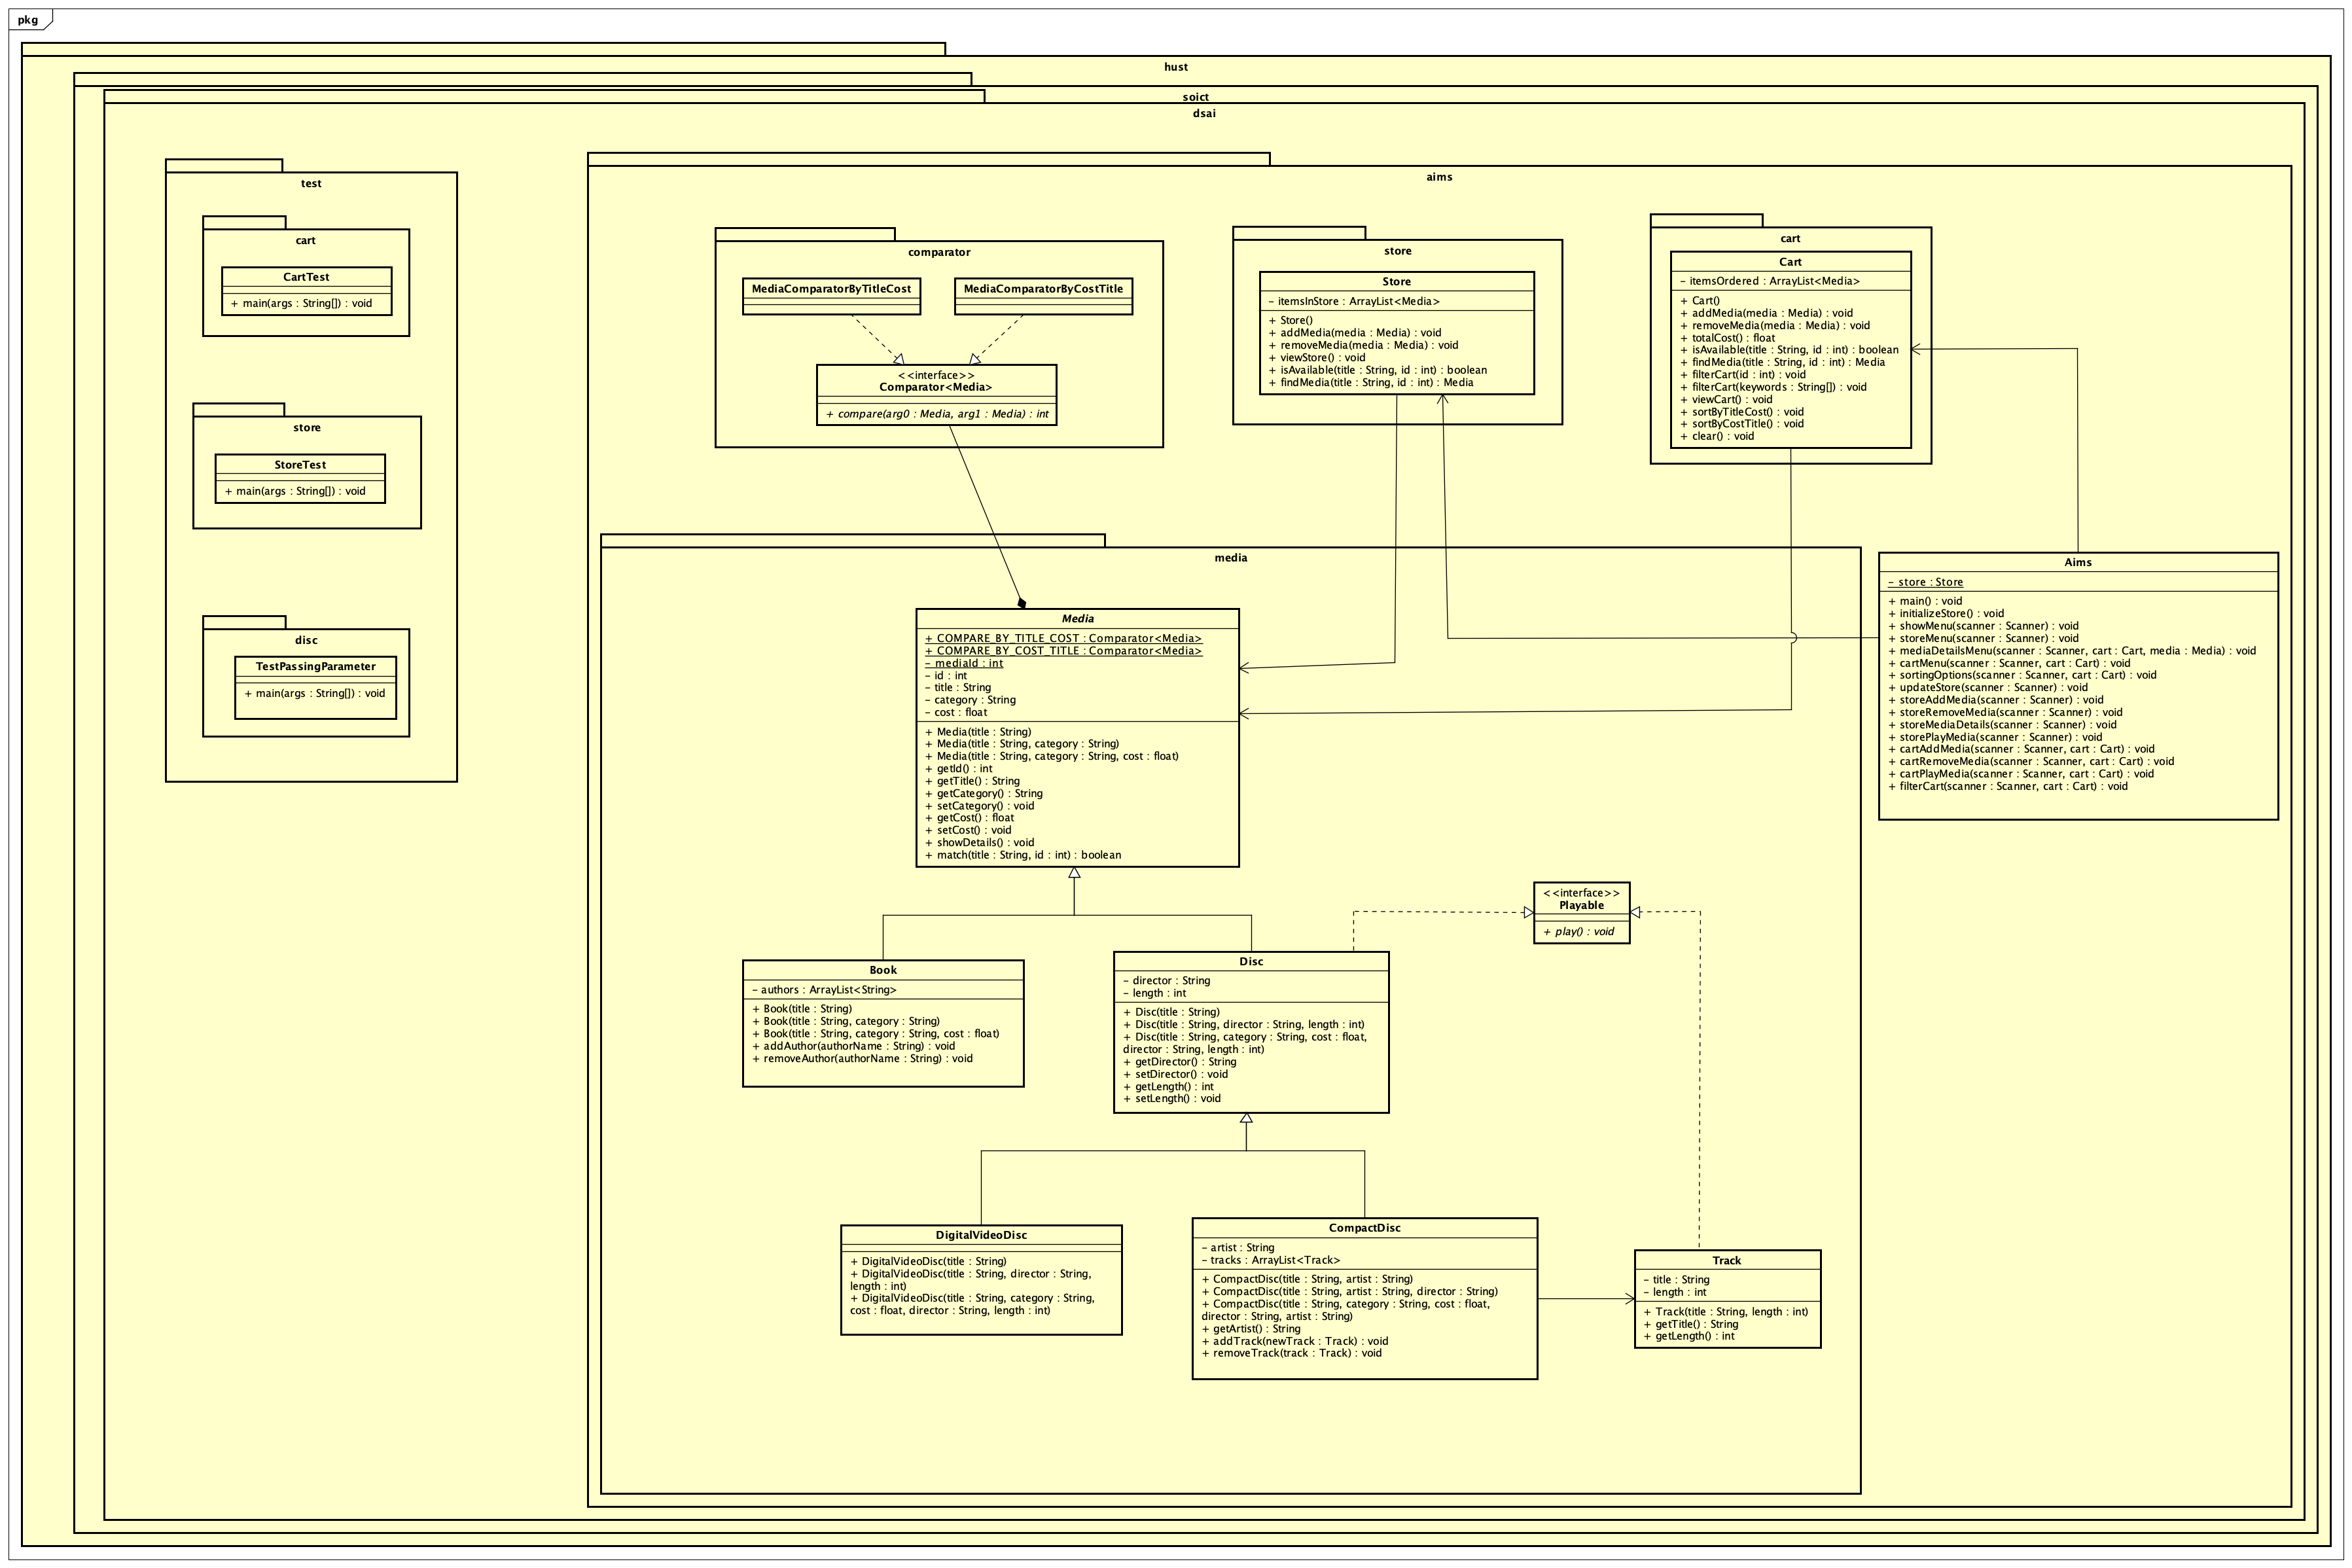 pkg
hust
soict
dsai
test
cart
CartTest
+ main(args : String[]) : void
store
StoreTest
+ main(args : String[]) : void
disc
TestPassingParameter
+ main(args : String[]) : void
aims
comparator
MediaComparatorByTitleCost
MediaComparatorByCostTitle
<<interface>>
Comparator<Media>
+ compare(arg0 : Media, arg1 : Media) : int
store
Store
- itemsInStore : ArrayList<Media>
+ Store()
+ addMedia(media : Media) : void
+ removeMedia(media : Media) : void
+ viewStore() : void
+ isAvailable(title : String, id : int) : boolean
+ findMedia(title : String, id : int) : Media
cart
Cart
- itemsOrdered : ArrayList<Media>
+ Cart()
+ addMedia(media : Media) : void
+ removeMedia(media : Media) : void
+ totalCost() : float
+ isAvailable(title : String, id : int) : boolean
+ findMedia(title : String, id : int) : Media
+ filterCart(id : int) : void
+ filterCart(keywords : String[]) : void
+ viewCart() : void
+ sortByTitleCost() : void
+ sortByCostTitle() : void
+ clear() : void
Aims
- store : Store
+ main() : void
+ initializeStore() : void
+ showMenu(scanner : Scanner) : void
+ storeMenu(scanner : Scanner) : void
+ mediaDetailsMenu(scanner : Scanner, cart : Cart, media : Media) : void
+ cartMenu(scanner : Scanner, cart : Cart) : void
+ sortingOptions(scanner : Scanner, cart : Cart) : void
+ updateStore(scanner : Scanner) : void
+ storeAddMedia(scanner : Scanner) : void
+ storeRemoveMedia(scanner : Scanner) : void
+ storeMediaDetails(scanner : Scanner) : void
+ storePlayMedia(scanner : Scanner) : void
+ cartAddMedia(scanner : Scanner, cart : Cart) : void
+ cartRemoveMedia(scanner : Scanner, cart : Cart) : void
+ cartPlayMedia(scanner : Scanner, cart : Cart) : void
+ filterCart(scanner : Scanner, cart : Cart) : void
media
Media
+ COMPARE_BY_TITLE_COST : Comparator<Media>
+ COMPARE_BY_COST_TITLE : Comparator<Media>
- mediaId : int
- id : int
- title : String
- category : String
- cost : float
+ Media(title : String)
+ Media(title : String, category : String)
+ Media(title : String, category : String, cost : float)
+ getId() : int
+ getTitle() : String
+ getCategory() : String
+ setCategory() : void
+ getCost() : float
+ setCost() : void
+ showDetails() : void
+ match(title : String, id : int) : boolean
<<interface>>
Playable
+ play() : void
Book
- authors : ArrayList<String>
+ Book(title : String)
+ Book(title : String, category : String)
+ Book(title : String, category : String, cost : float)
+ addAuthor(authorName : String) : void
+ removeAuthor(authorName : String) : void
Disc
- director : String
- length : int
+ Disc(title : String)
+ Disc(title : String, director : String, length : int)
+ Disc(title : String, category : String, cost : float,
director : String, length : int)
+ getDirector() : String
+ setDirector() : void
+ getLength() : int
+ setLength() : void
DigitalVideoDisc
+ DigitalVideoDisc(title : String)
+ DigitalVideoDisc(title : String, director : String,
length : int)
+ DigitalVideoDisc(title : String, category : String,
cost : float, director : String, length : int)
CompactDisc
- artist : String
- tracks : ArrayList<Track>
+ CompactDisc(title : String, artist : String)
+ CompactDisc(title : String, artist : String, director : String)
+ CompactDisc(title : String, category : String, cost : float,
director : String, artist : String)
+ getArtist() : String
+ addTrack(newTrack : Track) : void
+ removeTrack(track : Track) : void
Track
- title : String
- length : int
+ Track(title : String, length : int)
+ getTitle() : String
+ getLength() : int